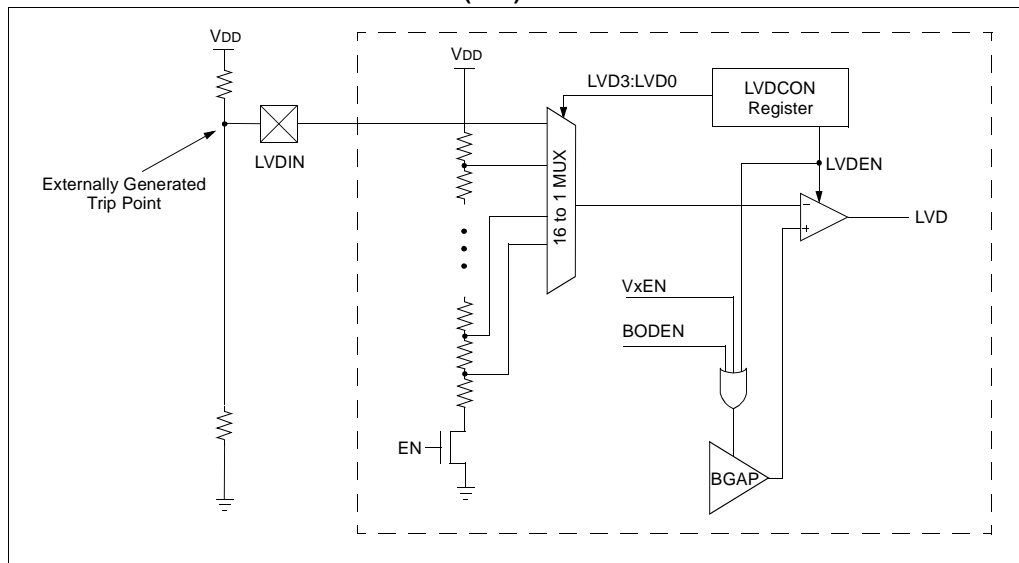 VDD
VDD
LVD3:LVD0
LVDCON
Register
LVDIN
LVDEN
Externally Generated
Trip Point
16 to 1 MUX
–
+
LVD
VxEN
BODEN
EN
BGAP